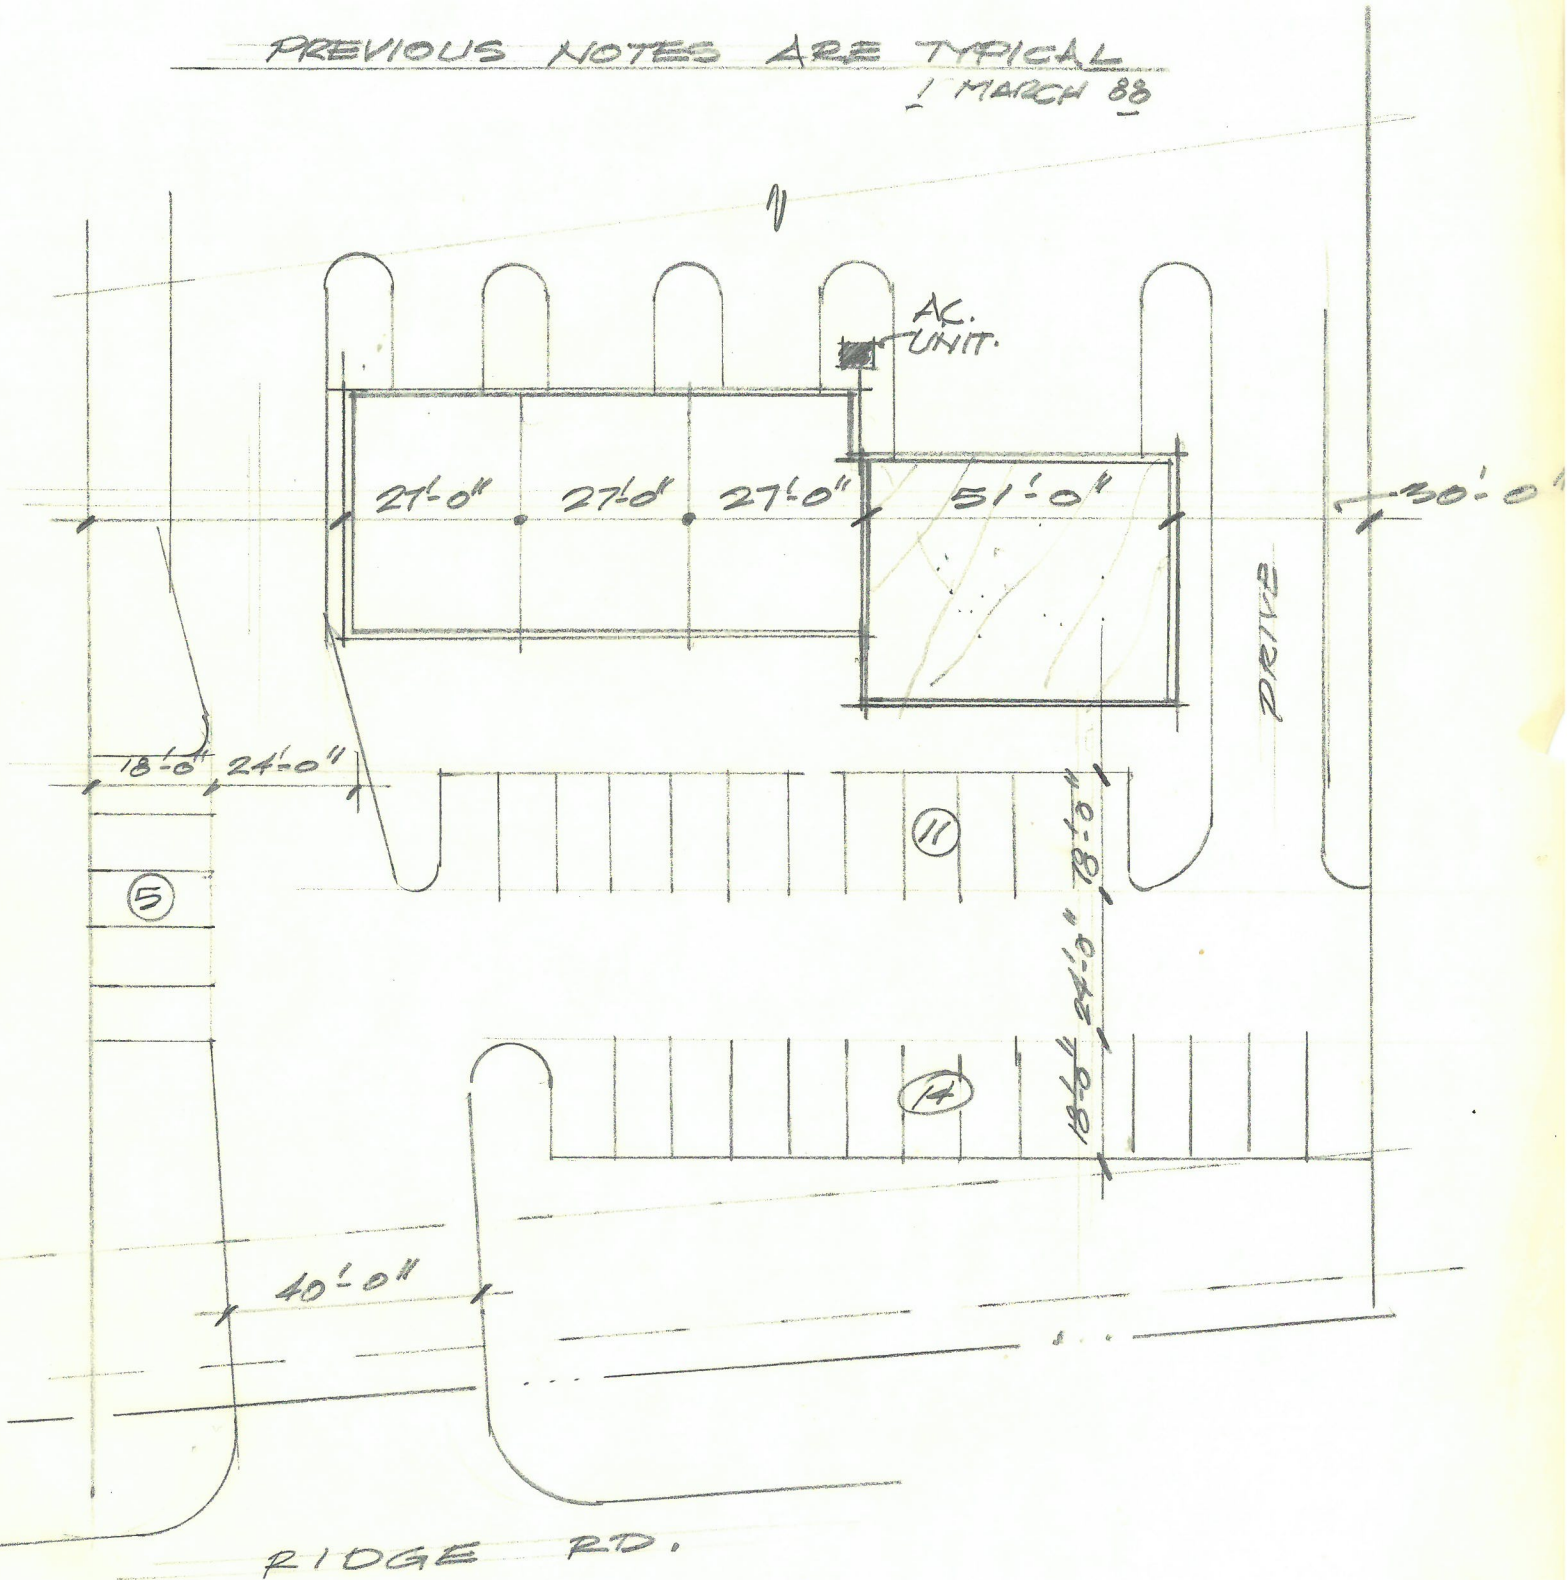 PREVIOUS NOTES ARE TYPICAL
1 MARCH 88
AC.
UNIT.
27'-0" 27'-0" 27'-0" 51'-0" 30'-0"
DRIVE
18'-0" 24'-0"
18'-0"
11
5
24'-0"
18'-0"
14
40'-0"
RIDGE RD.